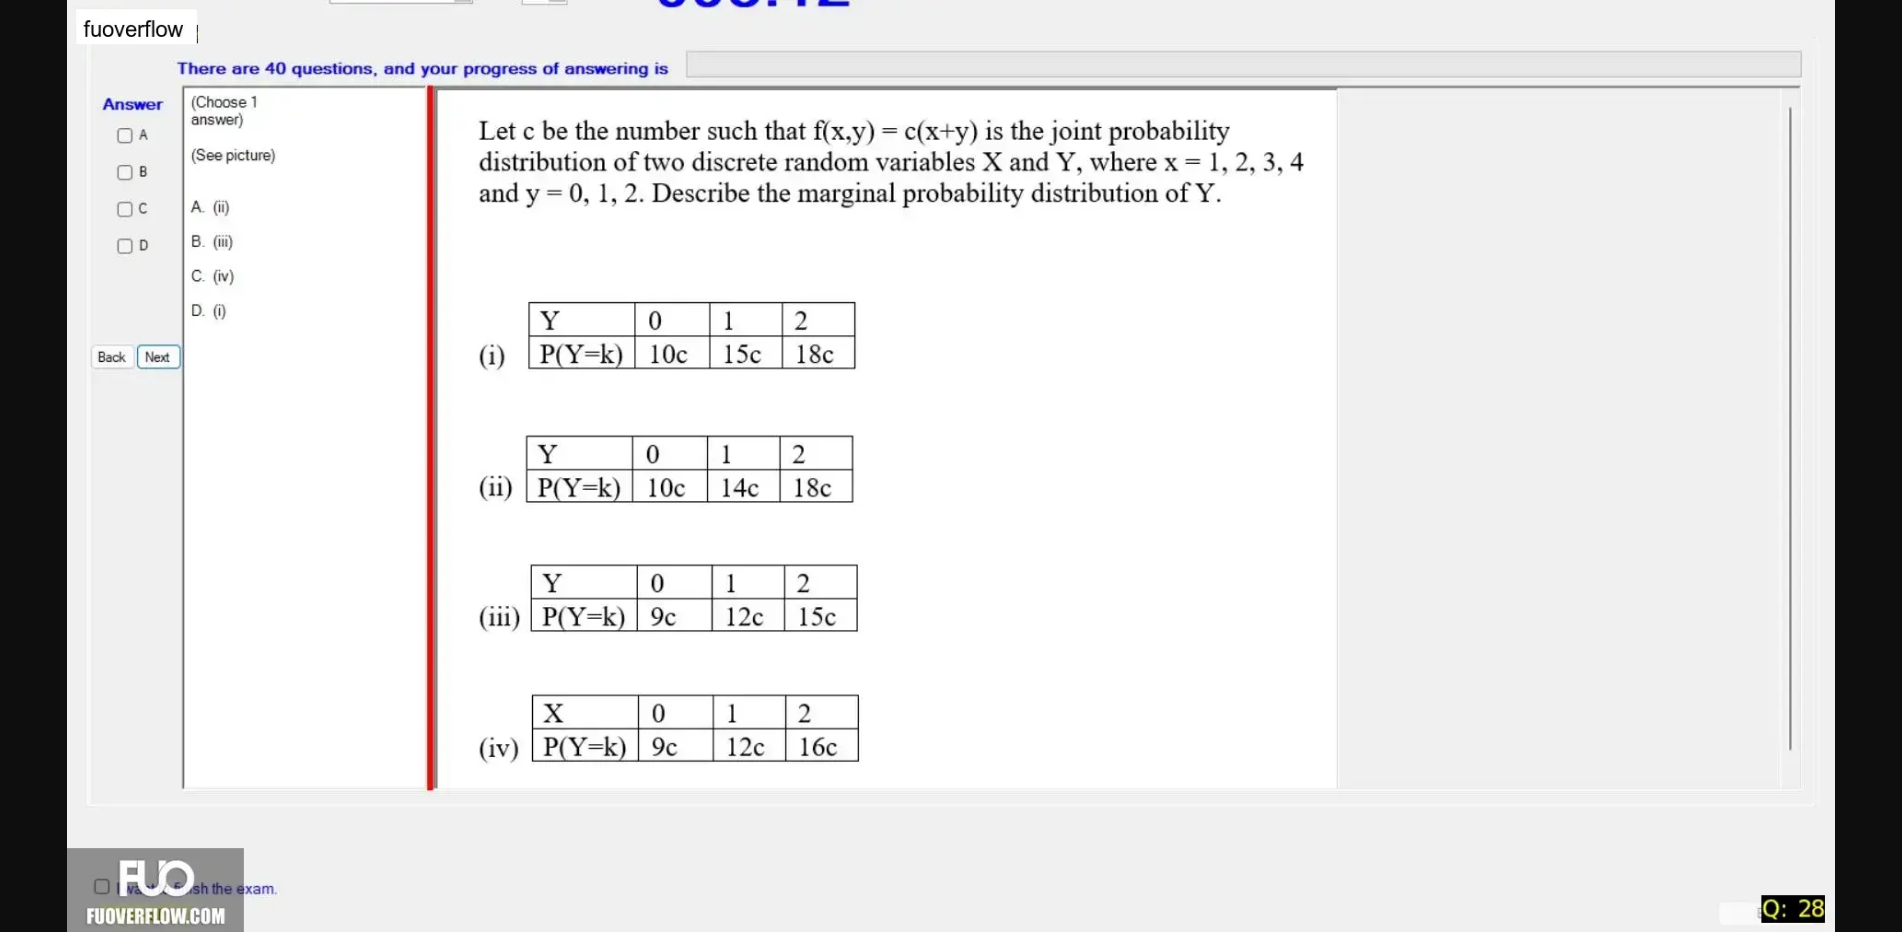 fuoverflow
There are 40 questions, and your progress of answering is
Answer
A
B
C
D
Back Next
(Choose 1
answer)
(See picture)
A. (ii)
B. (iii)
C. (iv)
D. (i)
Let c be the number such that f(x,y) = c(x+y) is the joint probability
distribution of two discrete random variables X and Y, where x = 1, 2, 3, 4
and y = 0, 1, 2. Describe the marginal probability distribution of Y.
Y 0 1 2
(i) P(Y=k) 10c 15c 18c
Y 0 1 2
(ii) P(Y=k) 10c 14c 18c
Y 0 1 2
(iii) P(Y=k) 9c 12c 15c
X 0 1 2
(iv) P(Y=k) 9c 12c 16c
FUO
the exam.
FUOVERFLOW.COM
Q: 28